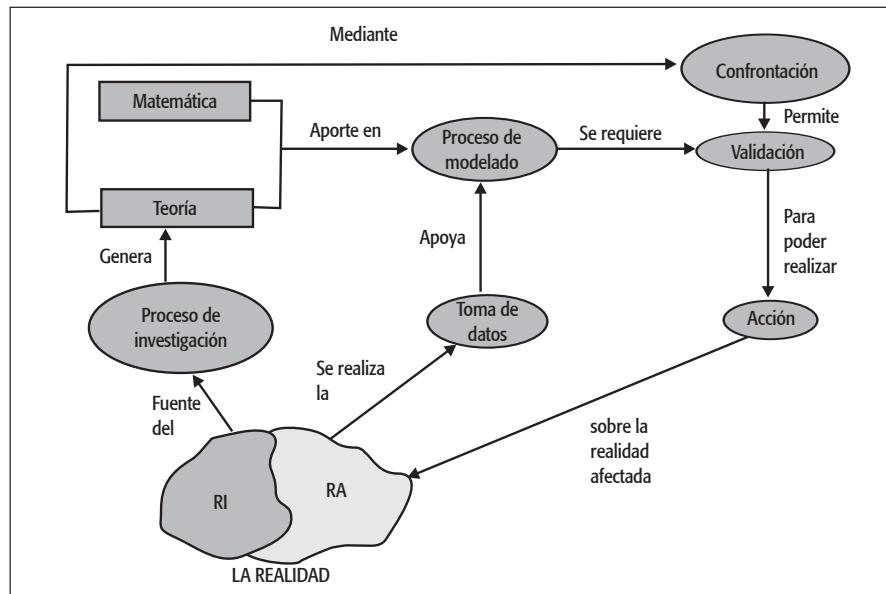 Mediante
Confrontación
Matemática
Permite
Aporte en
Proceso de
modelado
Se requiere
Validación
Teoría
Para
poder
realizar
Genera
Apoya
Proceso de
investigación
Toma de
datos
Acción
Se realiza
la
Fuente
del
sobre la
realidad
afectada
RI
RA
LA REALIDAD